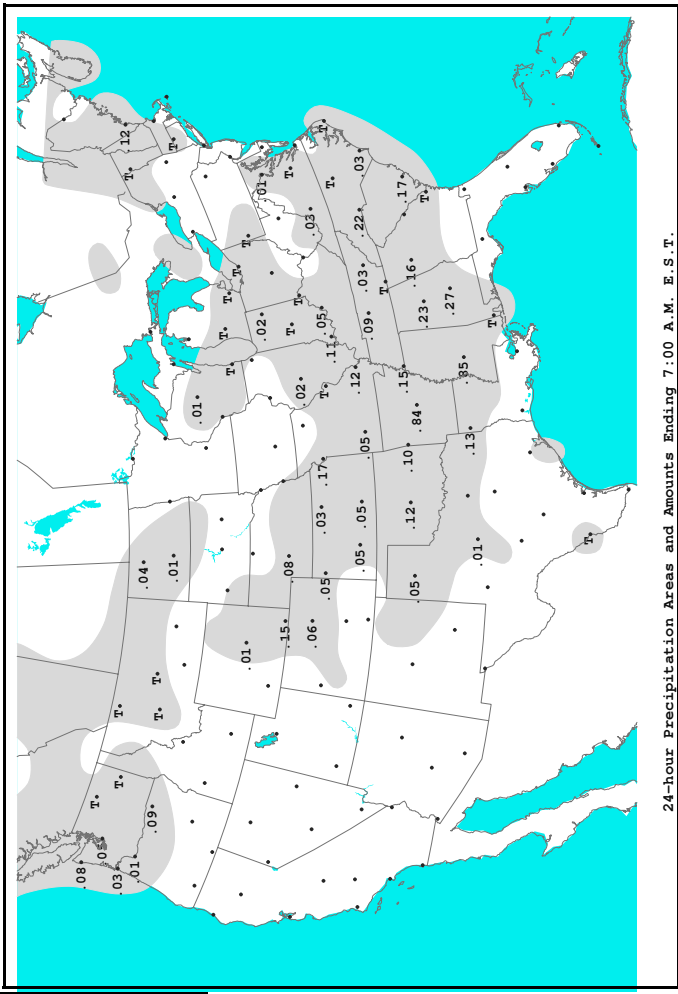 .08
T
.05
.03
T
T
.12
T
.01
.04
.09
T
T
.01
T
.01
T
T
T
T
.01
T
.02
.01
.15
.08
T
T
T
.02
.03
.06
.03
.05
.17
T
.05
T
.11
T
.12
.22
.03
.05
.05
.03
.05
.09
T
.17
.15
.10
.12
.16
.05
.84
.23
T
.27
.35
.13
.01
T
T
24-hour Precipitation Areas and Amounts Ending 7:00 A.M. E.S.T.